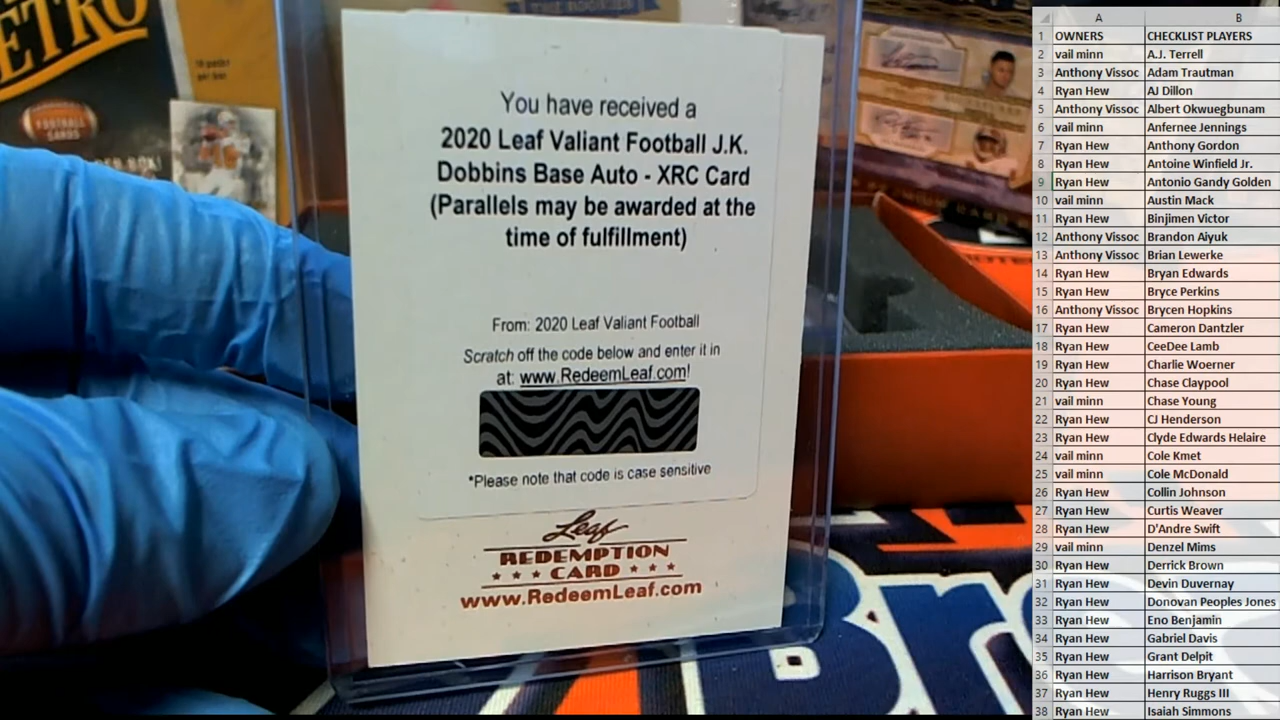 ETRO
FOOTBALL
CARDS
THE ROOKIES
You have received a
2020 Leaf Valiant Football J.K.
Dobbins Base Auto - XRC Card
(Parallels may be awarded at the
time of fulfillment)
From: 2020 Leaf Valiant Football
Scratch off the code below and enter it in
at: www.RedeemLeaf.com!
*Please note that code is case sensitive
Leaf
REDEMPTION
★ ★ ★ CARD ★ ★ ★
www.RedeemLeaf.com
Bro
A B
1 OWNERS CHECKLIST PLAYERS
2 vail minn A.J. Terrell
3 Anthony Vissoc Adam Trautman
4 Ryan Hew AJ Dillon
5 Anthony Vissoc Albert Okwuegbunam
6 vail minn Anfernee Jennings
7 Ryan Hew Anthony Gordon
8 Ryan Hew Antoine Winfield Jr.
9 Ryan Hew Antonio Gandy Golden
10 vail minn Austin Mack
11 Ryan Hew Binjimen Victor
12 Anthony Vissoc Brandon Aiyuk
13 Anthony Vissoc Brian Lewerke
14 Ryan Hew Bryan Edwards
15 Ryan Hew Bryce Perkins
16 Anthony Vissoc Brycen Hopkins
17 Ryan Hew Cameron Dantzler
18 Ryan Hew CeeDee Lamb
19 Ryan Hew Charlie Woerner
20 Ryan Hew Chase Claypool
21 vail minn Chase Young
22 Ryan Hew CJ Henderson
23 Ryan Hew Clyde Edwards Helaire
24 vail minn Cole Kmet
25 vail minn Cole McDonald
26 Ryan Hew Collin Johnson
27 Ryan Hew Curtis Weaver
28 Ryan Hew D'Andre Swift
29 vail minn Denzel Mims
30 Ryan Hew Derrick Brown
31 Ryan Hew Devin Duvernay
32 Ryan Hew Donovan Peoples Jones
33 Ryan Hew Eno Benjamin
34 Ryan Hew Gabriel Davis
35 Ryan Hew Grant Delpit
36 Ryan Hew Harrison Bryant
37 Ryan Hew Henry Ruggs III
38 Ryan Hew Isaiah Simmons